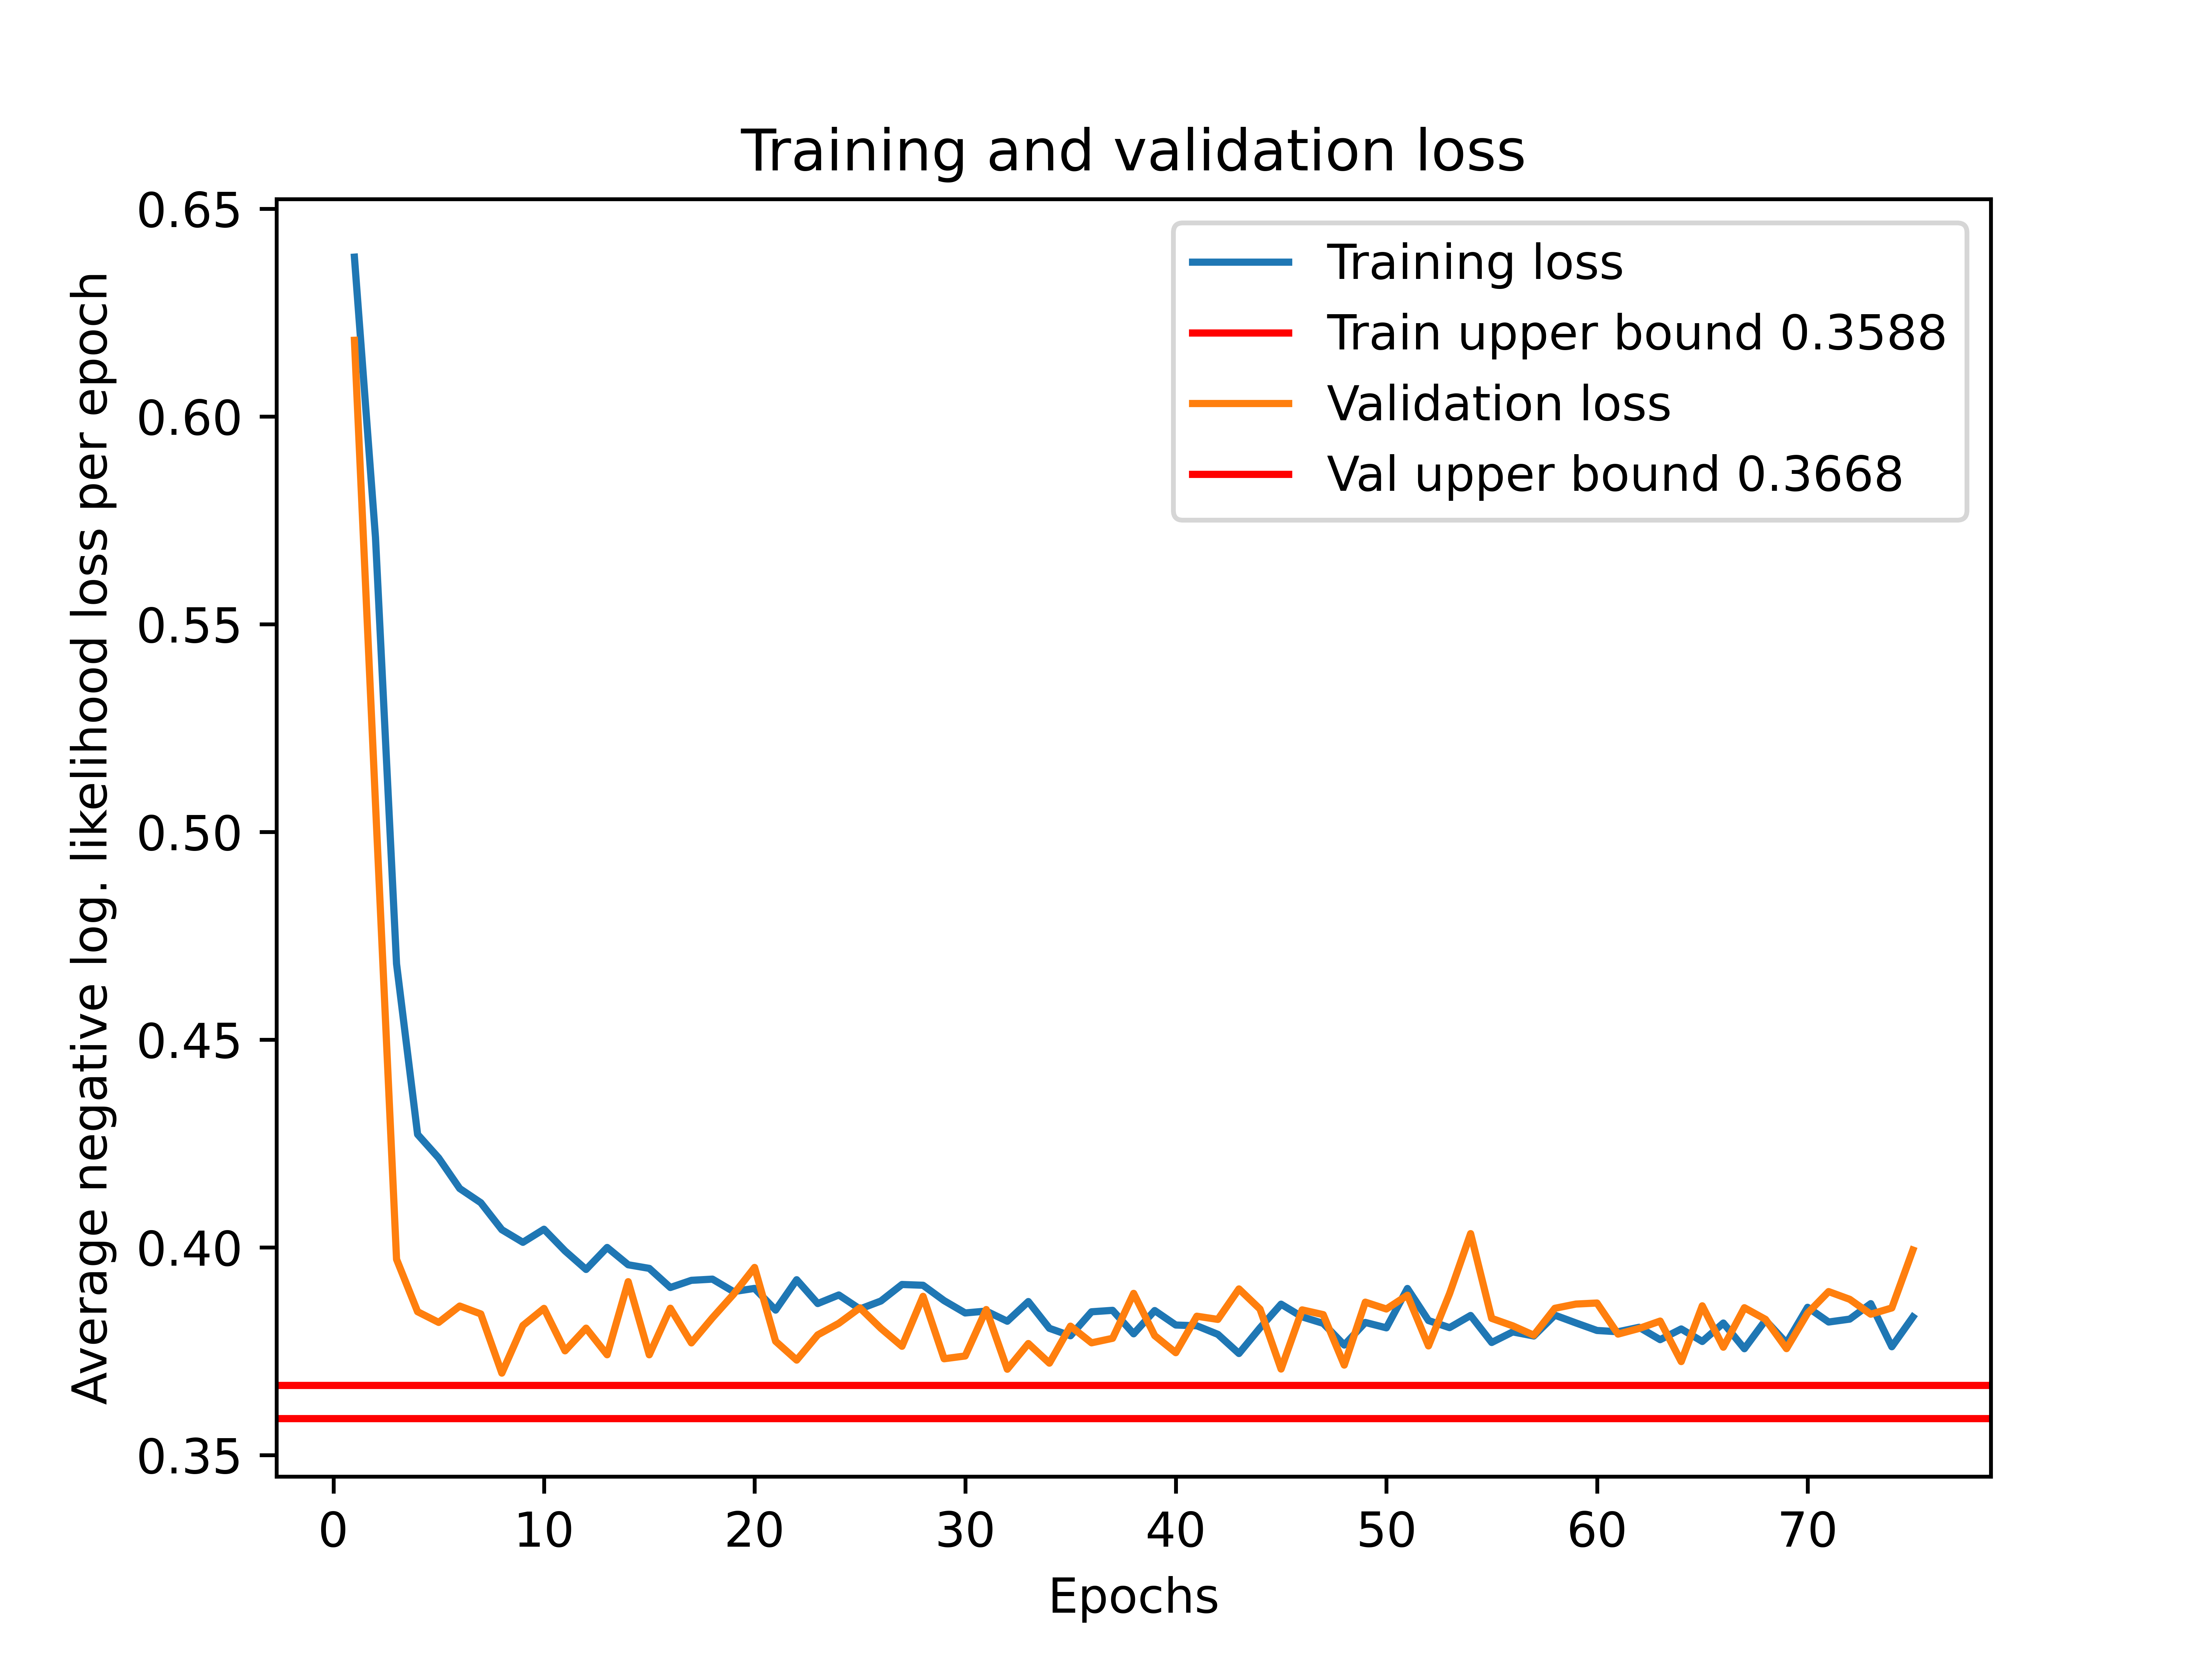 Training and validation loss
Average negative log. likelihood loss per epoch
0.65
0.60
0.55
0.50
0.45
0.40
0.35
Training loss
Train upper bound 0.3588
Validation loss
Val upper bound 0.3668
0 10 20 30 40 50 60 70
Epochs